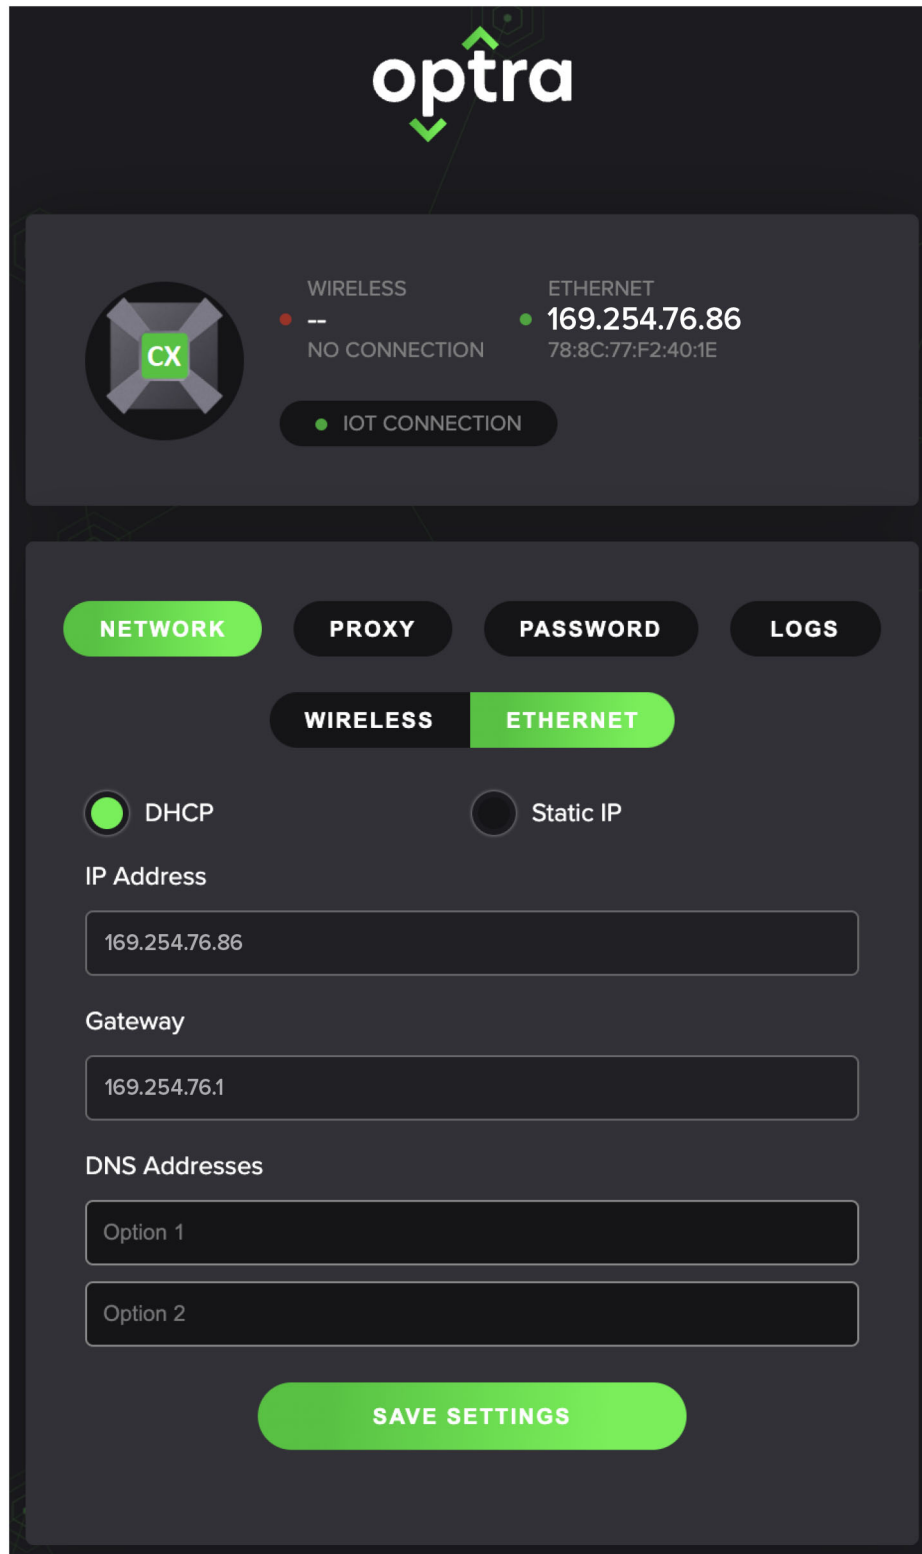 optra
WIRELESS
--
NO CONNECTION
ETHERNET
169.254.76.86
78:8C:77:F2:40:1E
CX
IOT CONNECTION
NETWORK PROXY PASSWORD LOGS
WIRELESS ETHERNET
DHCP Static IP
IP Address
169.254.76.86
Gateway
169.254.76.1
DNS Addresses
Option 1
Option 2
SAVE SETTINGS